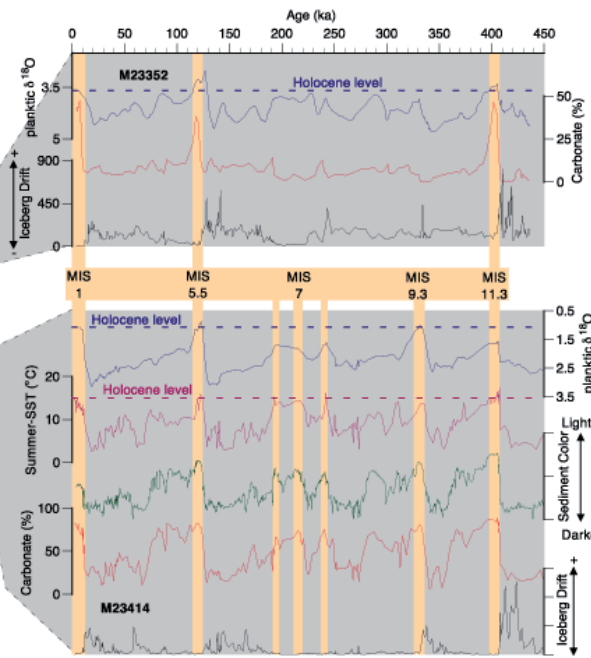 Age (ka)
0 50 100 150 200 250 300 350 400 450
M23352
Holocene level
planktic δ18O
3.5
5
Carbonate (%)
50
25
0
+
Iceberg Drift
-
900
450
0
MIS MIS MIS MIS MIS
1 5.5 7 9.3 11.3
Holocene level
0.5
1.5
2.5
3.5
planktic δ18O
Holocene level
Summer-SST (°C)
20
10
0
Light
Sediment Color
Dark
Carbonate (%)
100
50
0
M23414
+
Iceberg Drift